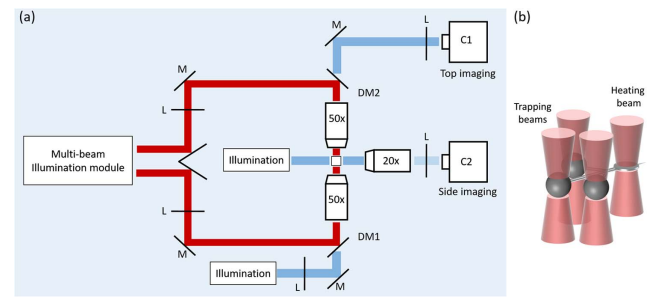 (a)
M
L
C1
Top imaging
M
DM2
L
50x
Multi-beam
Illumination module
Illumination
20x
L
C2
Side imaging
L
50x
M
DM1
Illumination
L
M
(b)
Heating
beam
Trapping
beams